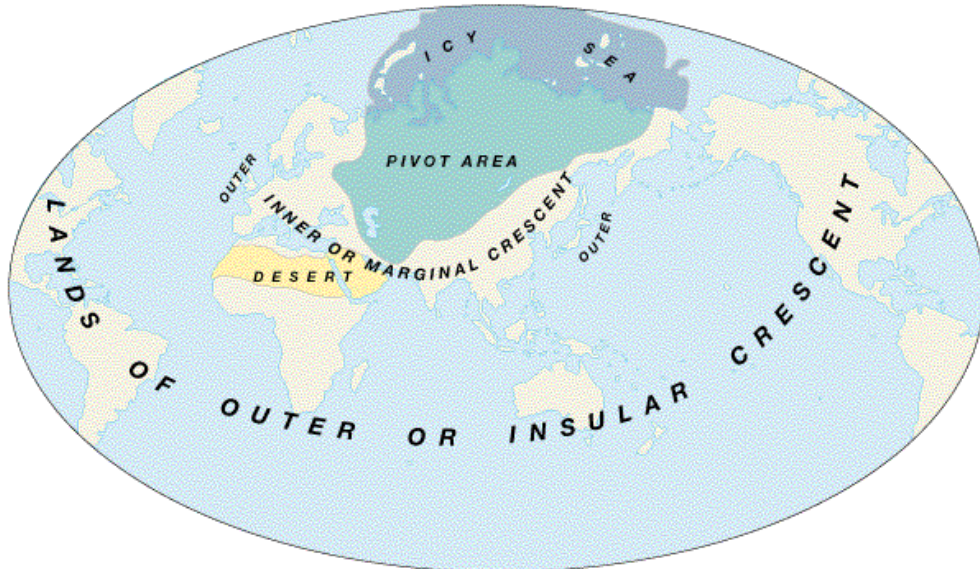 ICY SEA
PIVOT AREA
OUTER
INNER OR MARGINAL CRESCENT
OUTER
DESERT
LANDS OF OUTER OR INSULAR CRESCENT